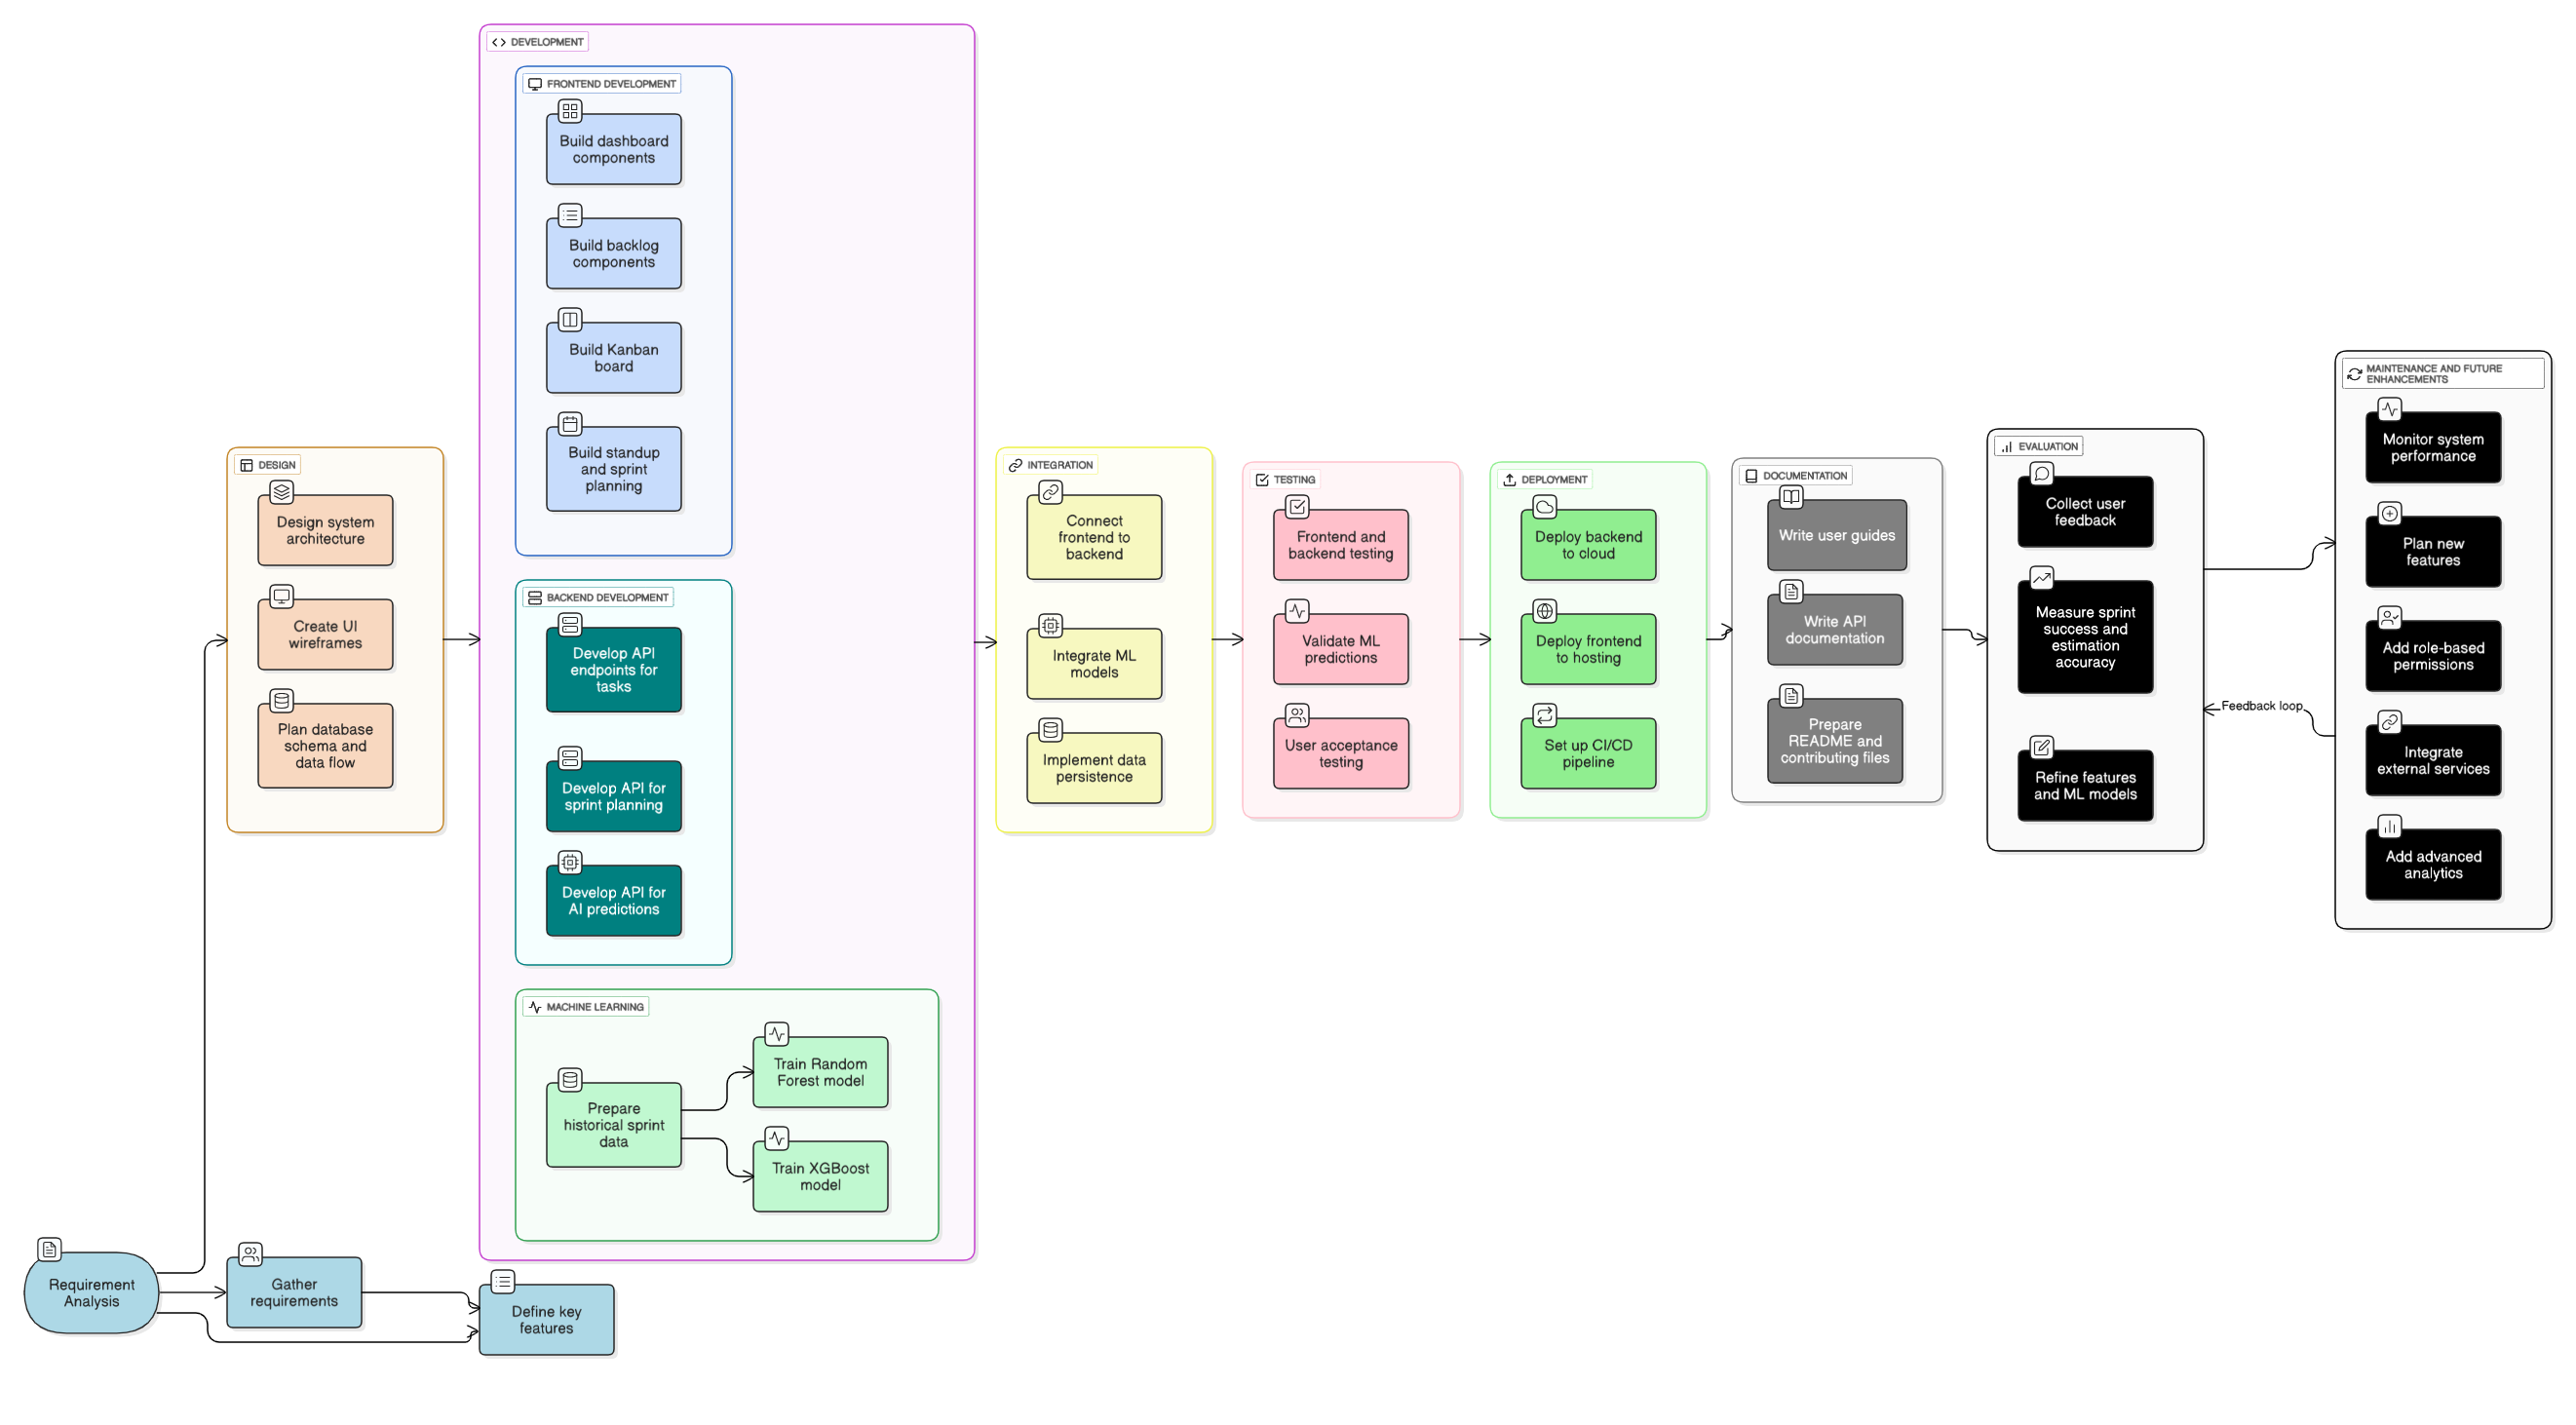 DEVELOPMENT
FRONTEND DEVELOPMENT
Build dashboard
components
Build backlog
components
Build Kanban
board
Build standup
and sprint
planning
BACKEND DEVELOPMENT
Develop API
endpoints for
tasks
Develop API for
sprint planning
Develop API for
AI predictions
MACHINE LEARNING
Prepare
historical sprint
data
Train Random
Forest model
Train XGBoost
model
DESIGN
Design system
architecture
Create UI
wireframes
Plan database
schema and
data flow
Requirement
Analysis
Gather
requirements
Define key
features
INTEGRATION
Connect
frontend to
backend
Integrate ML
models
Implement data
persistence
TESTING
Frontend and
backend testing
Validate ML
predictions
User acceptance
testing
DEPLOYMENT
Deploy backend
to cloud
Deploy frontend
to hosting
Set up CI/CD
pipeline
DOCUMENTATION
Write user guides
Write API
documentation
Prepare
README and
contributing files
EVALUATION
Collect user
feedback
Measure sprint
success and
estimation
accuracy
Refine features
and ML models
Feedback loop
MAINTENANCE AND FUTURE
ENHANCEMENTS
Monitor system
performance
Plan new
features
Add role-based
permissions
Integrate
external services
Add advanced
analytics